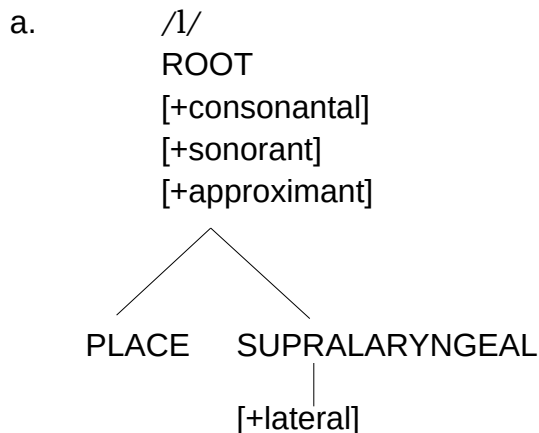 a. /l/
ROOT
[+consonantal]
[+sonorant]
[+approximant]
PLACE SUPRALARYNGEAL
[+lateral]